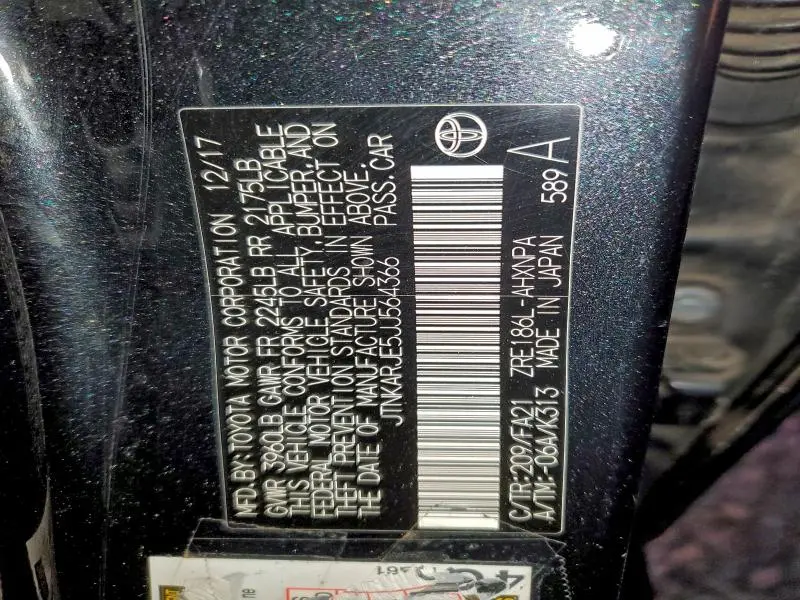 MFD.BY:TOYOTA MOTOR CORPORATION 12/17
GVWR 3960LB GAWR FR 2245LB RR 2175LB
THIS VEHICLE CONFORMS TO ALL APPLICABLE
FEDERAL MOTOR VEHICLE SAFETY,BUMPER,AND
THEFT PREVENTION STANDARDS IN EFFECT ON
THE DATE OF MANUFACTURE SHOWN ABOVE.
JTNKARJE5JJ564366 PASS.CAR
C/TR:209/FA21 ZRE186L-AHXNPA
A/TM:-06A/K313 MADE IN JAPAN 589 A